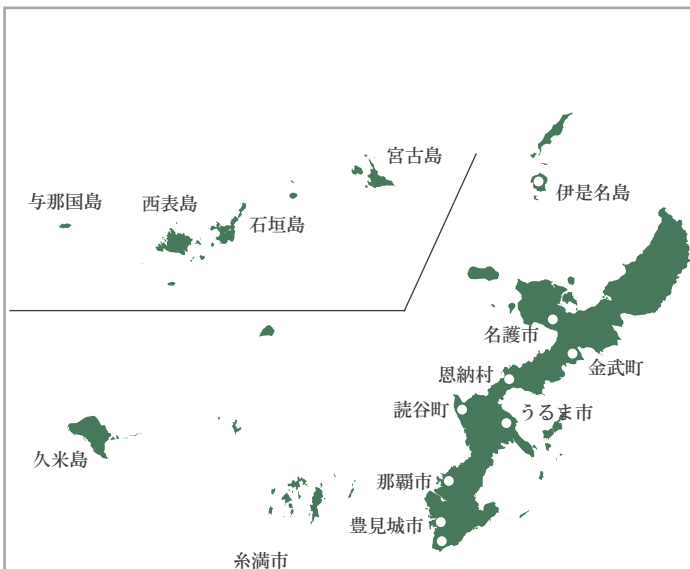 宮古島
与那国島
西表島
石垣島
伊是名島
名護市
金武町
恩納村
読谷町
うるま市
久米島
那覇市
豊見城市
糸満市